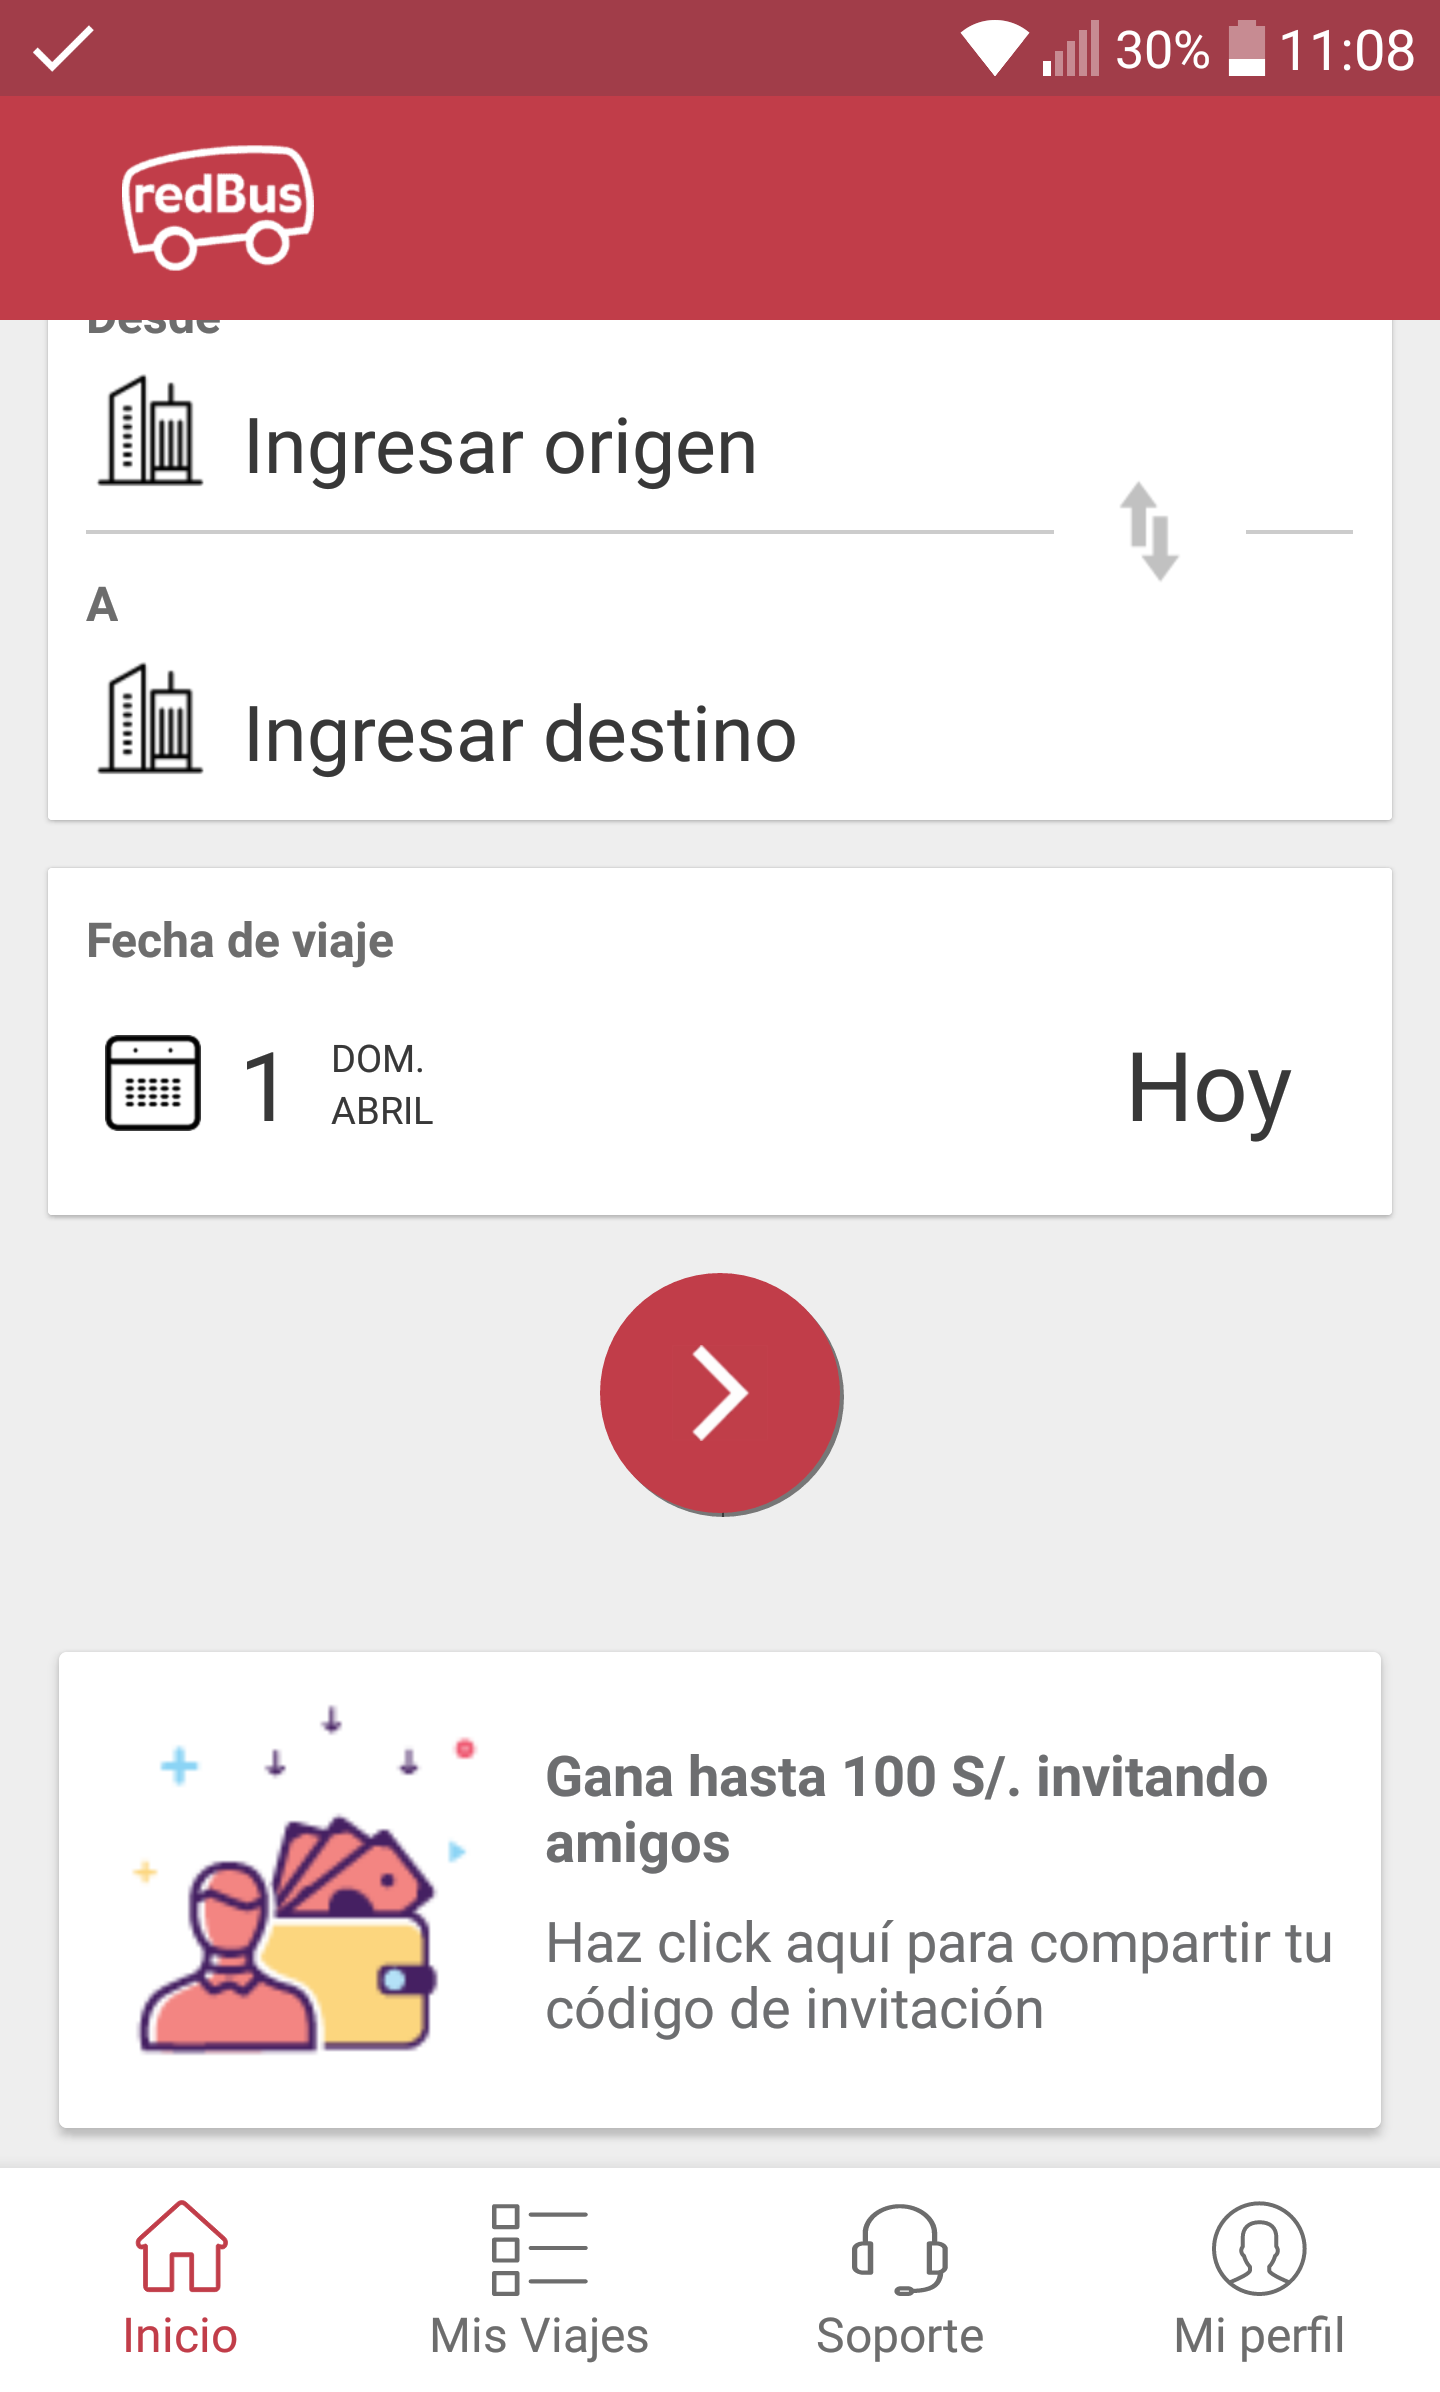 30% 11:08
redBus
Desde
Ingresar origen
A
Ingresar destino
Fecha de viaje
1 DOM. ABRIL Hoy
Gana hasta 100 S/. invitando
amigos
Haz click aquí para compartir tu
código de invitación
Inicio Mis Viajes Soporte Mi perfil